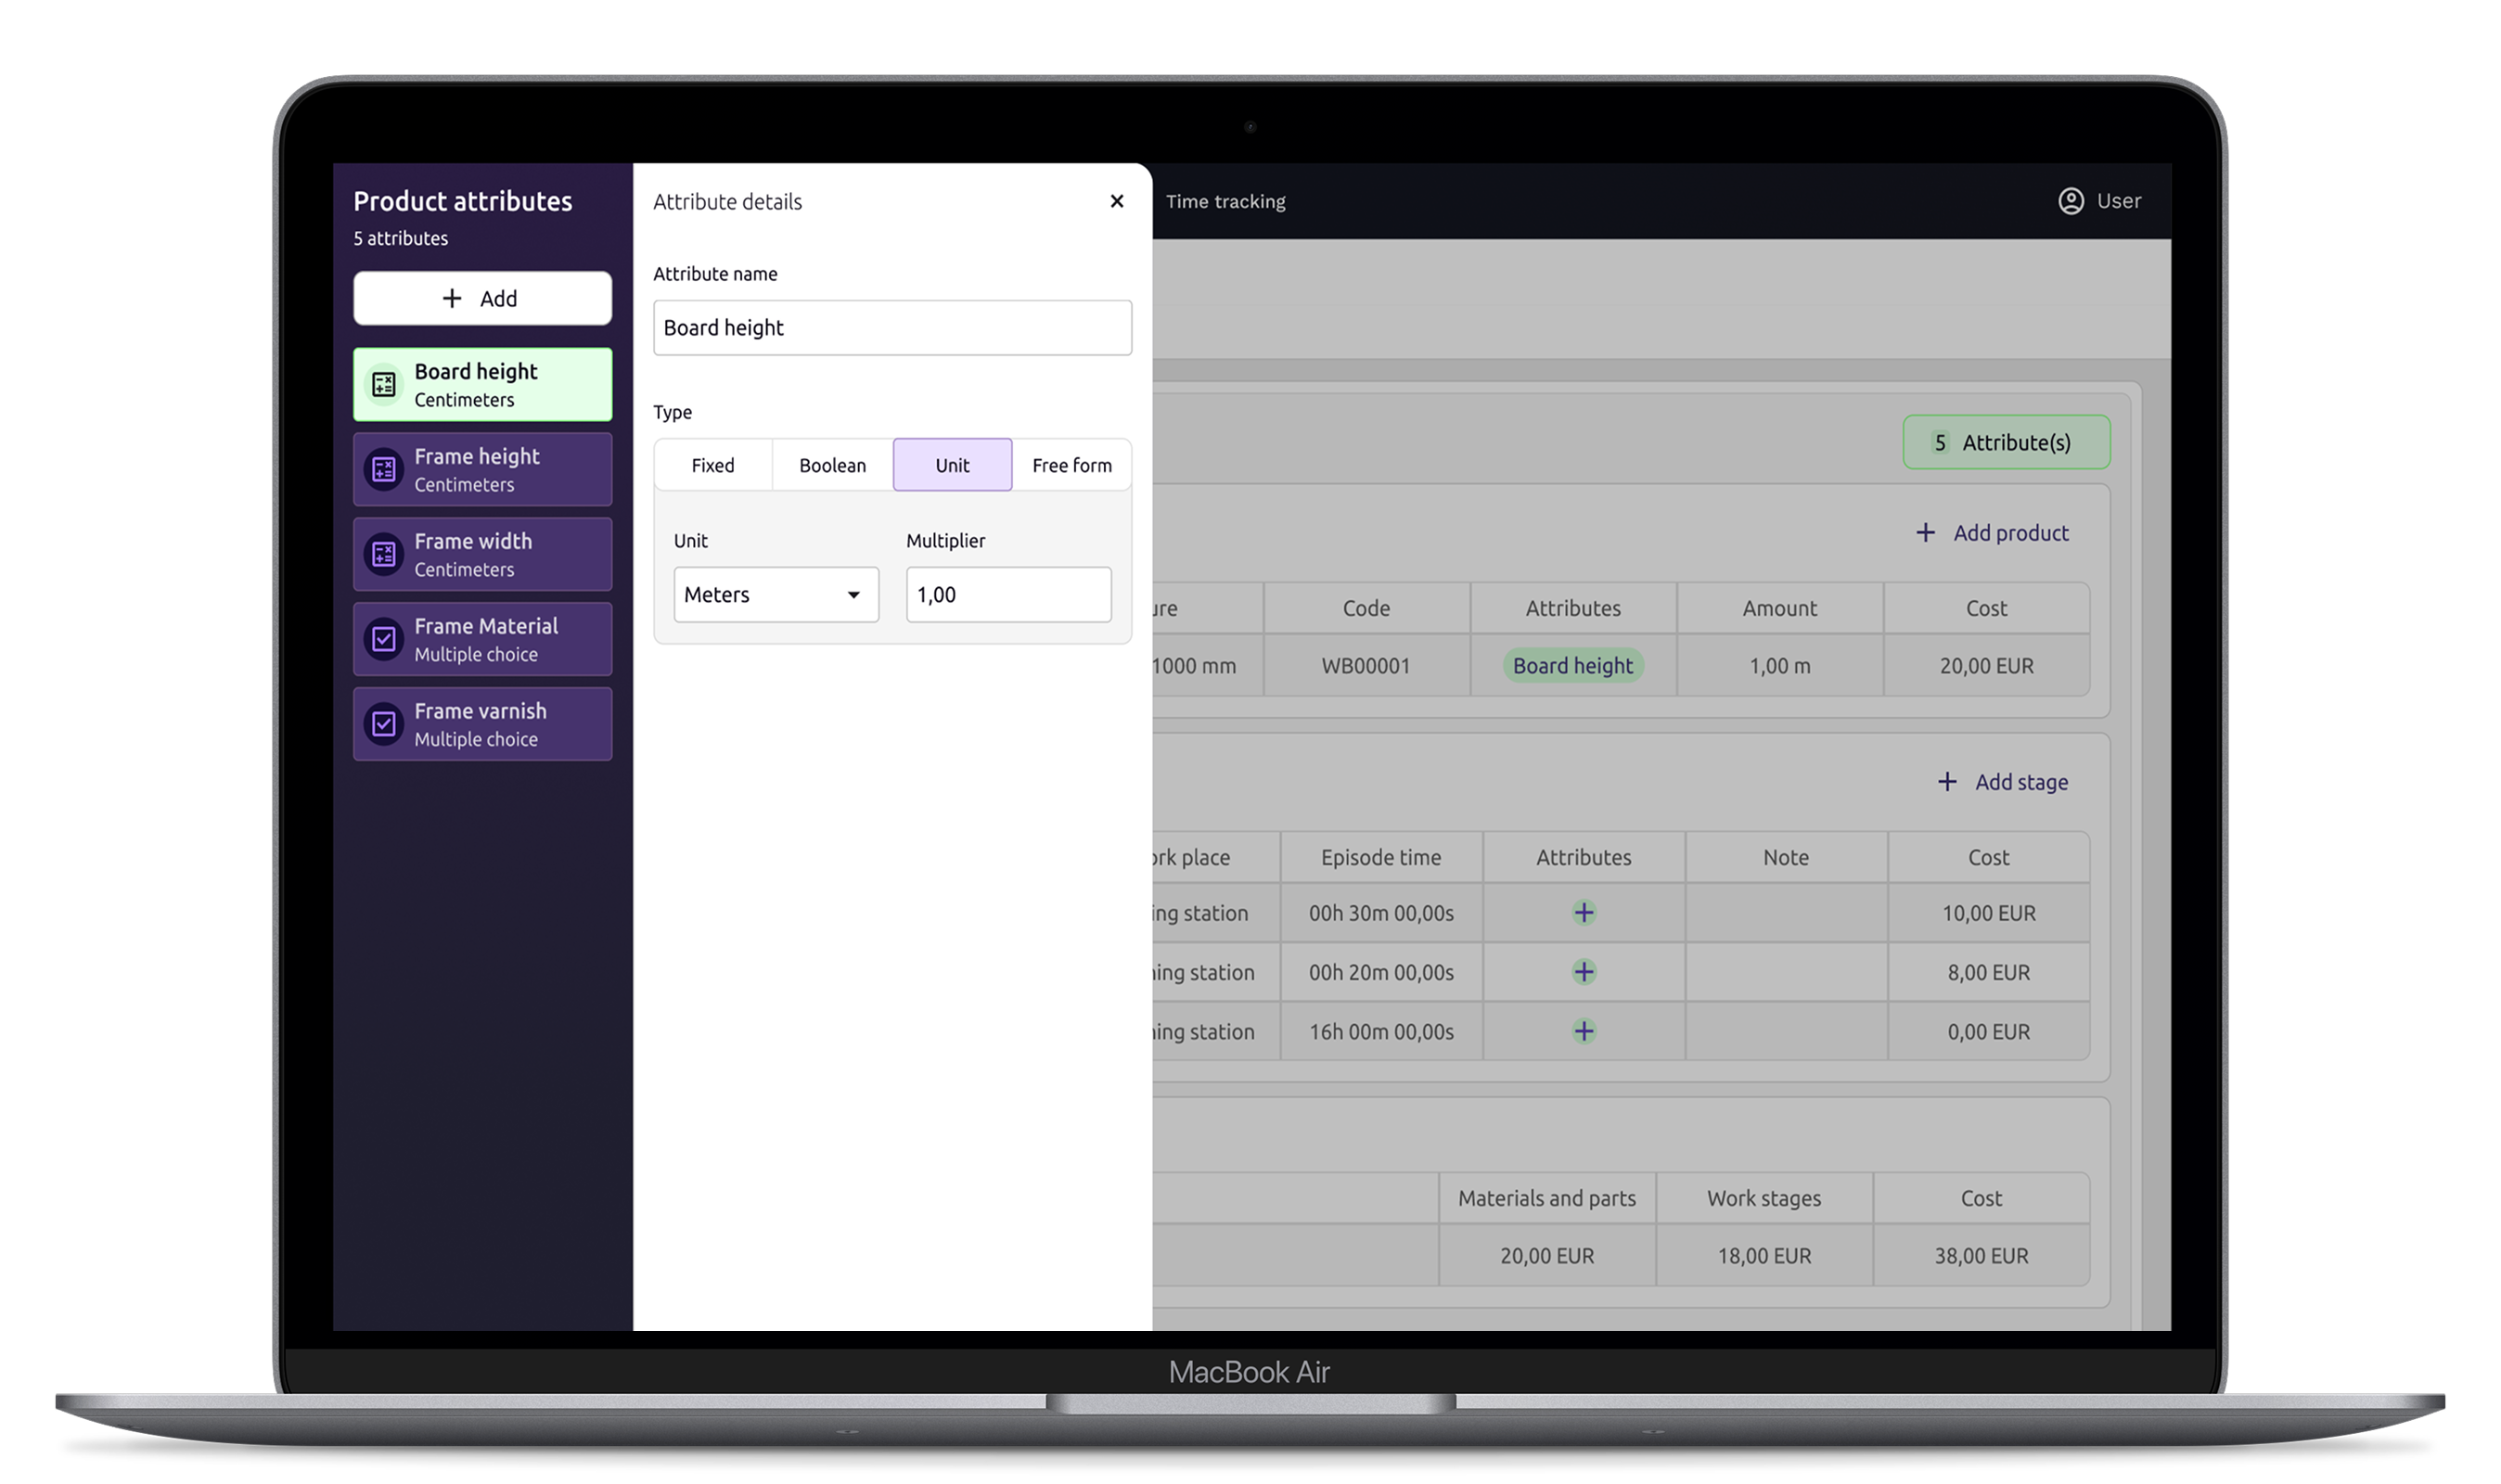 Product attributes
5 attributes
+ Add
Board height
Centimeters
Frame height
Centimeters
Frame width
Centimeters
Frame Material
Multiple choice
Frame varnish
Multiple choice
Attribute details ×
Attribute name
Board height
Type
Fixed Boolean Unit Free form
Unit Multiplier
Meters 1,00
Time tracking User
5 Attribute(s)
+ Add product
Code Attributes Amount Cost
1000 mm WB00001 Board height 1,00 m 20,00 EUR
+ Add stage
place Episode time Attributes Note Cost
station 00h 30m 00,00s + 10,00 EUR
station 00h 20m 00,00s + 8,00 EUR
station 16h 00m 00,00s + 0,00 EUR
Materials and parts Work stages Cost
20,00 EUR 18,00 EUR 38,00 EUR
MacBook Air